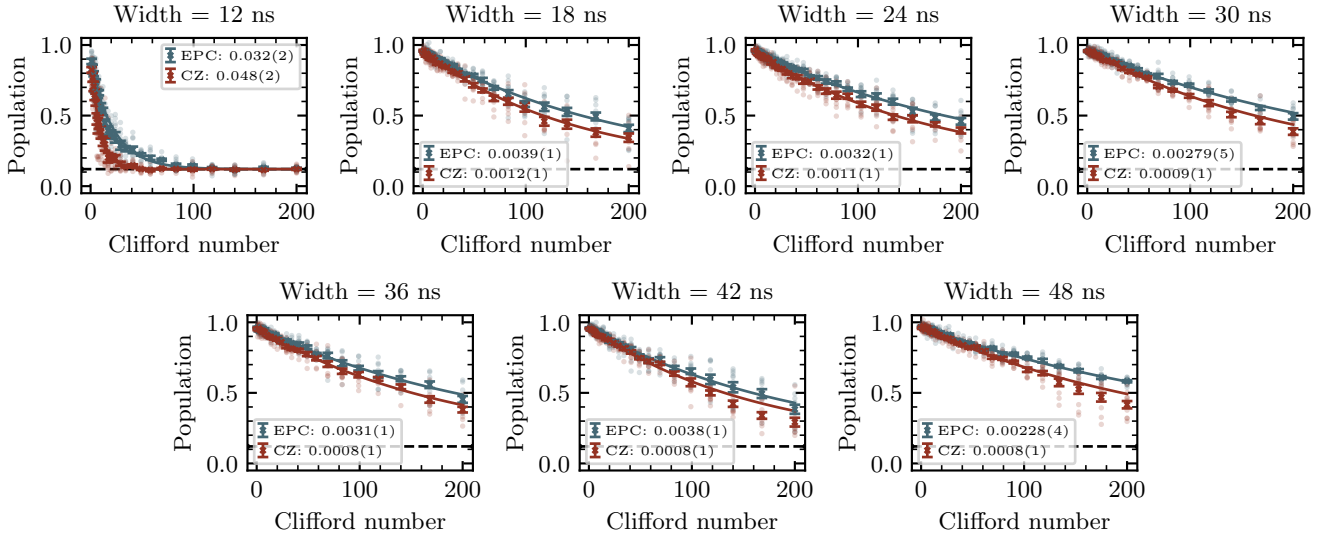 Width = 12 ns
Population
1.0
0.5
0.0
EPC: 0.032(2)
CZ: 0.048(2)
0 100 200
Clifford number
Width = 18 ns
Population
1.0
0.5
0.0
EPC: 0.0039(1)
CZ: 0.0012(1)
0 100 200
Clifford number
Width = 24 ns
Population
1.0
0.5
0.0
EPC: 0.0032(1)
CZ: 0.0011(1)
0 100 200
Clifford number
Width = 30 ns
Population
1.0
0.5
0.0
EPC: 0.00279(5)
CZ: 0.0009(1)
0 100 200
Clifford number
Width = 36 ns
Population
1.0
0.5
0.0
EPC: 0.0031(1)
CZ: 0.0008(1)
0 100 200
Clifford number
Width = 42 ns
Population
1.0
0.5
0.0
EPC: 0.0038(1)
CZ: 0.0008(1)
0 100 200
Clifford number
Width = 48 ns
Population
1.0
0.5
0.0
EPC: 0.00228(4)
CZ: 0.0008(1)
0 100 200
Clifford number